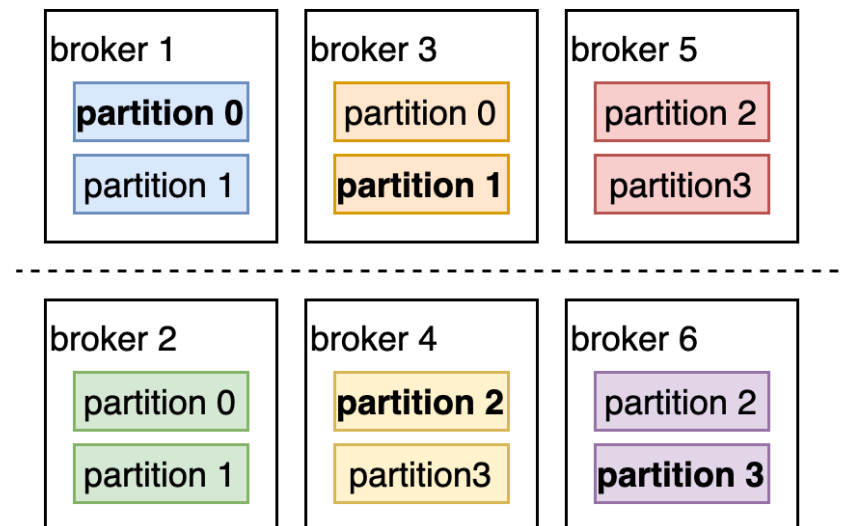 broker 1
partition 0
partition 1
broker 3
partition 0
partition 1
broker 5
partition 2
partition3
broker 2
partition 0
partition 1
broker 4
partition 2
partition3
broker 6
partition 2
partition 3